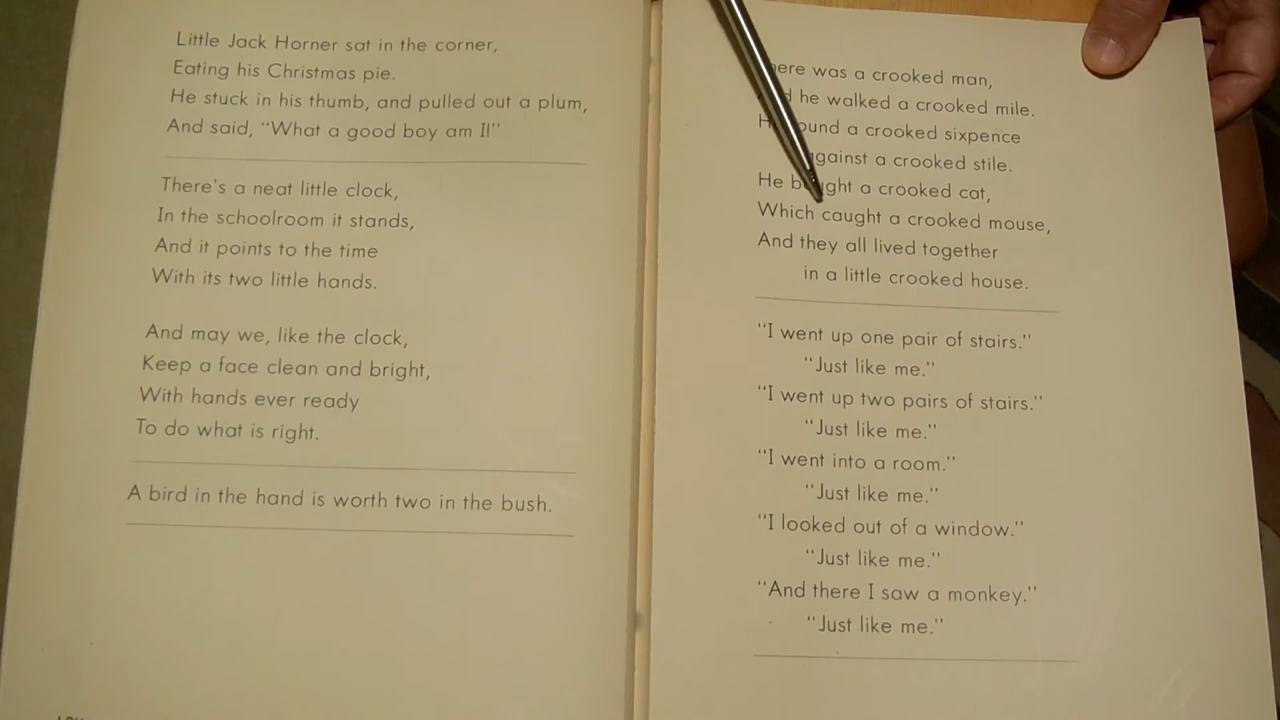 Little Jack Horner sat in the corner,
Eating his Christmas pie.
He stuck in his thumb, and pulled out a plum,
And said, "What a good boy am I!"
There's a neat little clock,
In the schoolroom it stands,
And it points to the time
With its two little hands.
And may we, like the clock,
Keep a face clean and bright,
With hands ever ready
To do what is right.
A bird in the hand is worth two in the bush.
was a crooked man,
he walked a crooked mile.
a crooked sixpence
against a crooked stile.
He bought a crooked cat,
Which caught a crooked mouse,
And they all lived together
in a little crooked house.
"I went up one pair of stairs."
"Just like me."
"I went up two pairs of stairs."
"Just like me."
"I went into a room."
"Just like me."
"I looked out of a window."
"Just like me."
"And there I saw a monkey."
"Just like me."